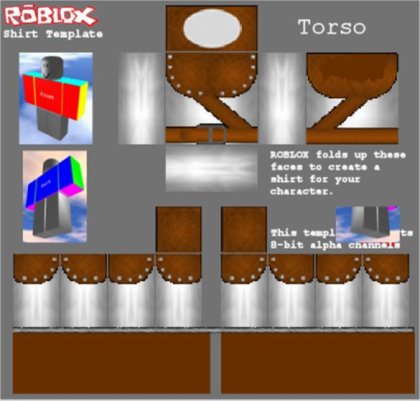 ROBLOX
Shirt Template
Torso
ROBLOX folds up these
faces to create a
shirt for your
character.
This templ ts
8-bit alpha channels